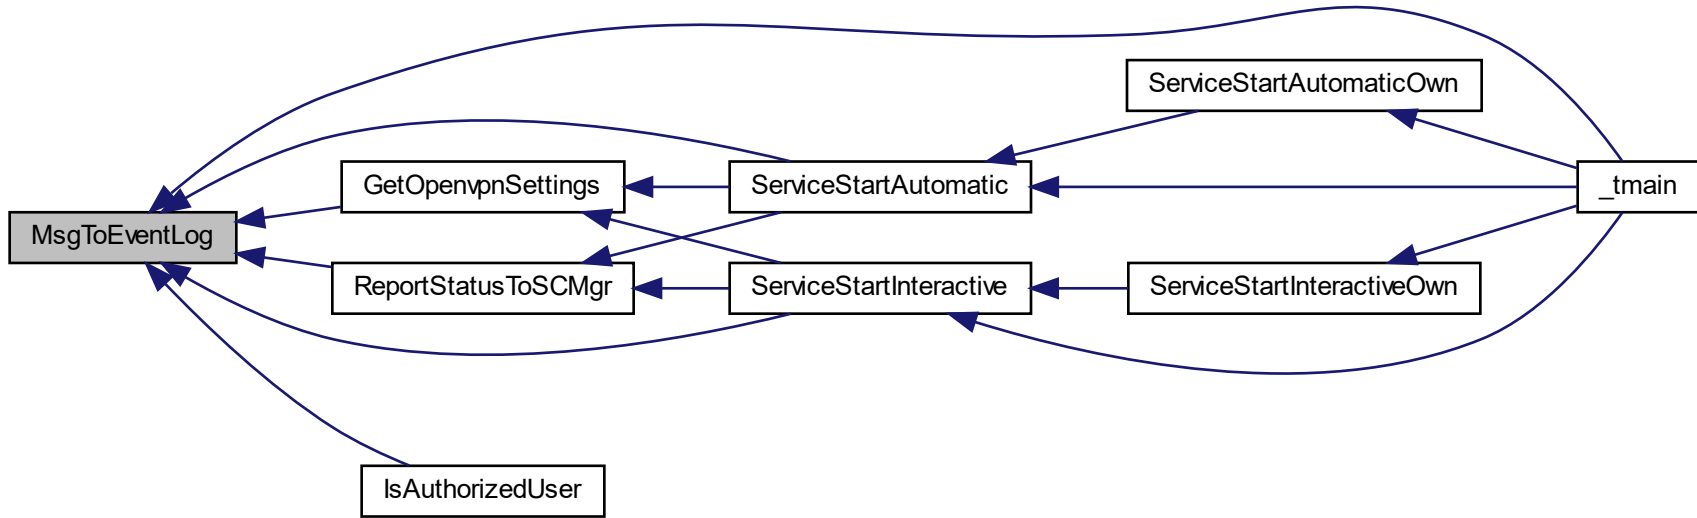 ServiceStartAutomaticOwn
GetOpenvpnSettings
ServiceStartAutomatic
_tmain
MsgToEventLog
ReportStatusToSCMgr
ServiceStartInteractive
ServiceStartInteractiveOwn
IsAuthorizedUser